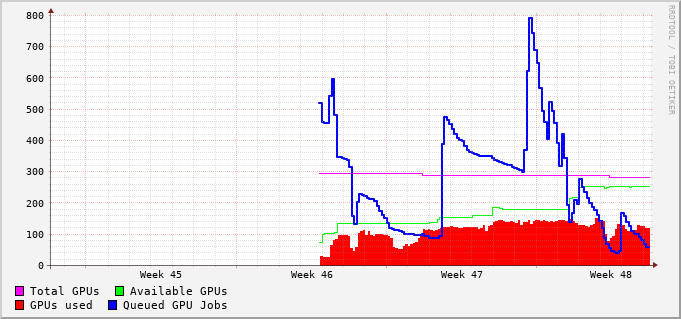 800
700
600
500
400
300
200
100
0
Week 45 Week 46 Week 47 Week 48
Total GPUs Available GPUs
GPUs used Queued GPU Jobs
RRDTOOL / TOBI OETIKER